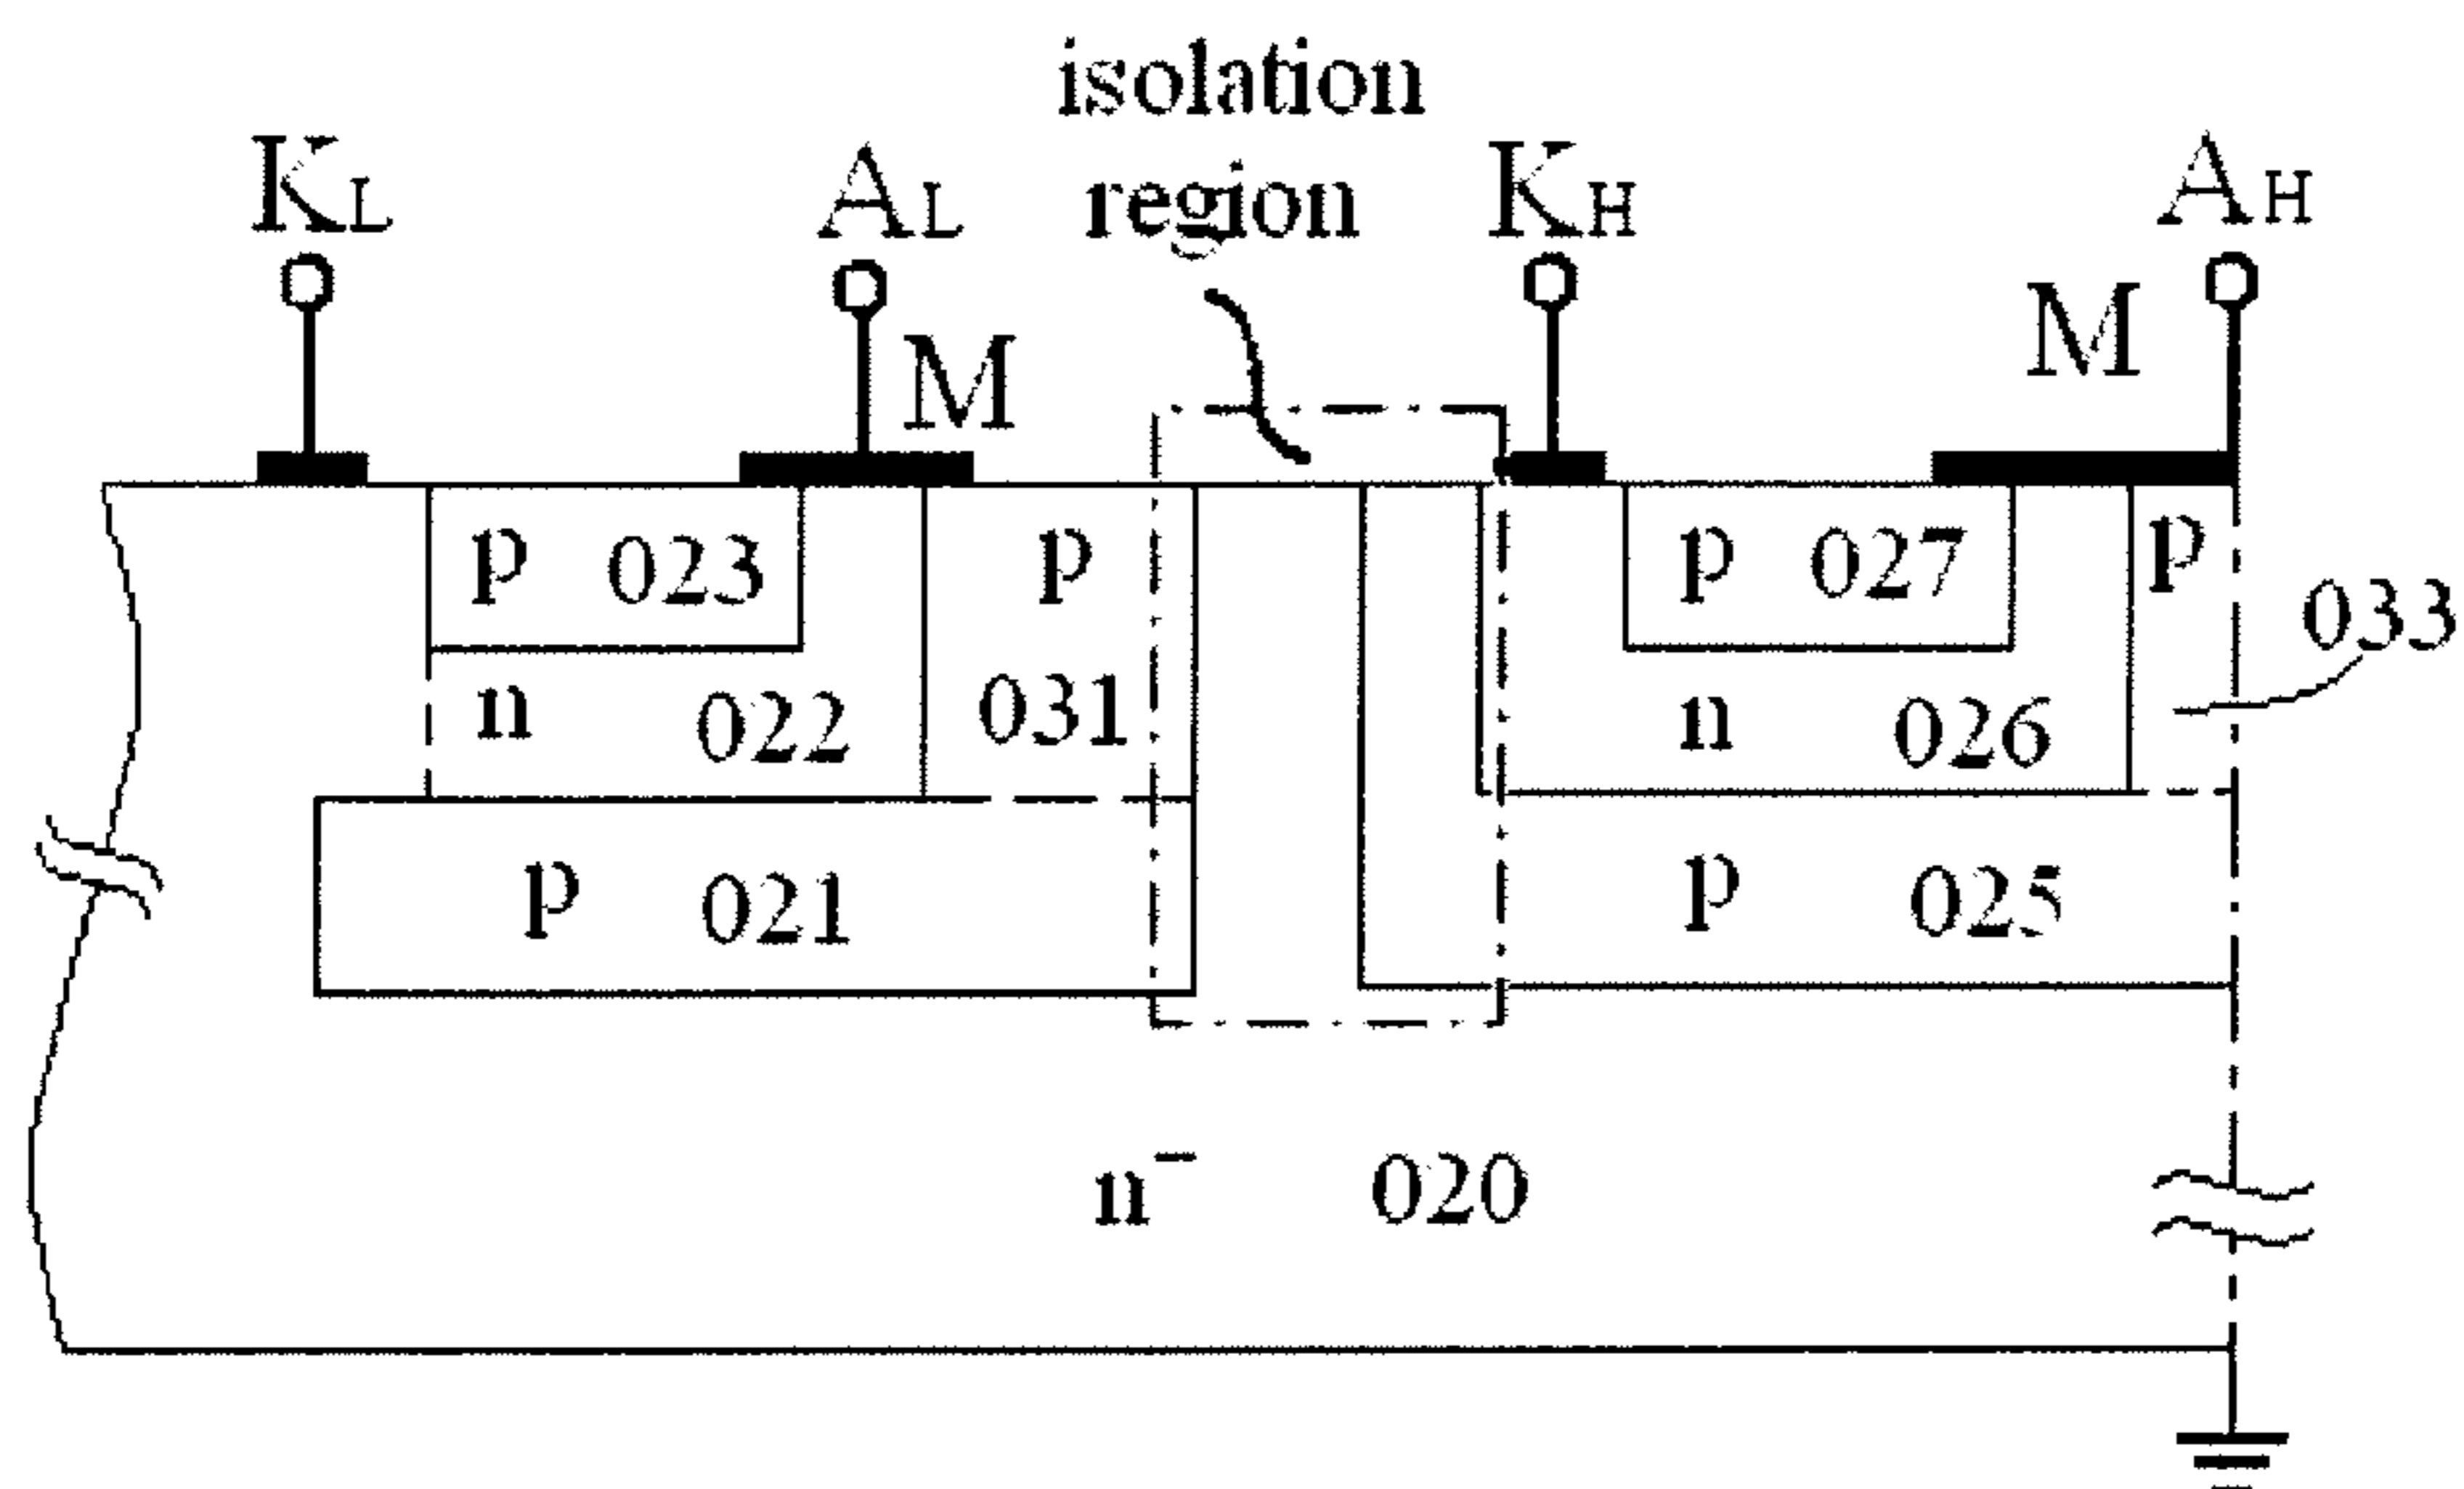 isolation
region
KL
AL
KH
AH
M
M
p 023
p
p 027
p
033
n 022
031
n 026
p 021
p 025
n⁻ 020